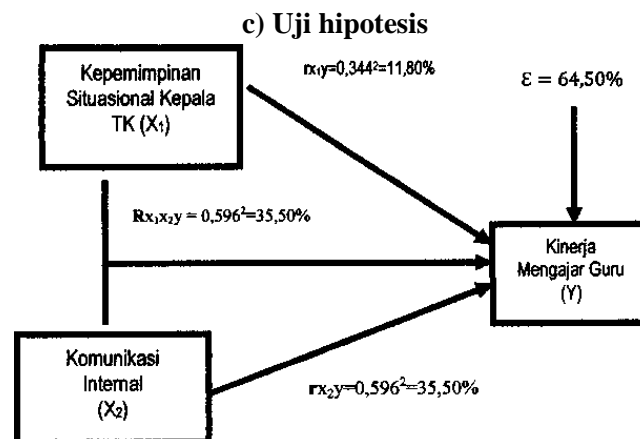 c) Uji hipotesis
Kepemimpinan
Situasional Kepala
TK (X₁)
rx₁y=0,344²=11,80%
Ɛ = 64,50%
Rx₁x₂y = 0,596²=35,50%
Kinerja
Mengajar Guru
(Y)
Komunikasi
Internal
(X₂)
rx₂y=0,596²=35,50%